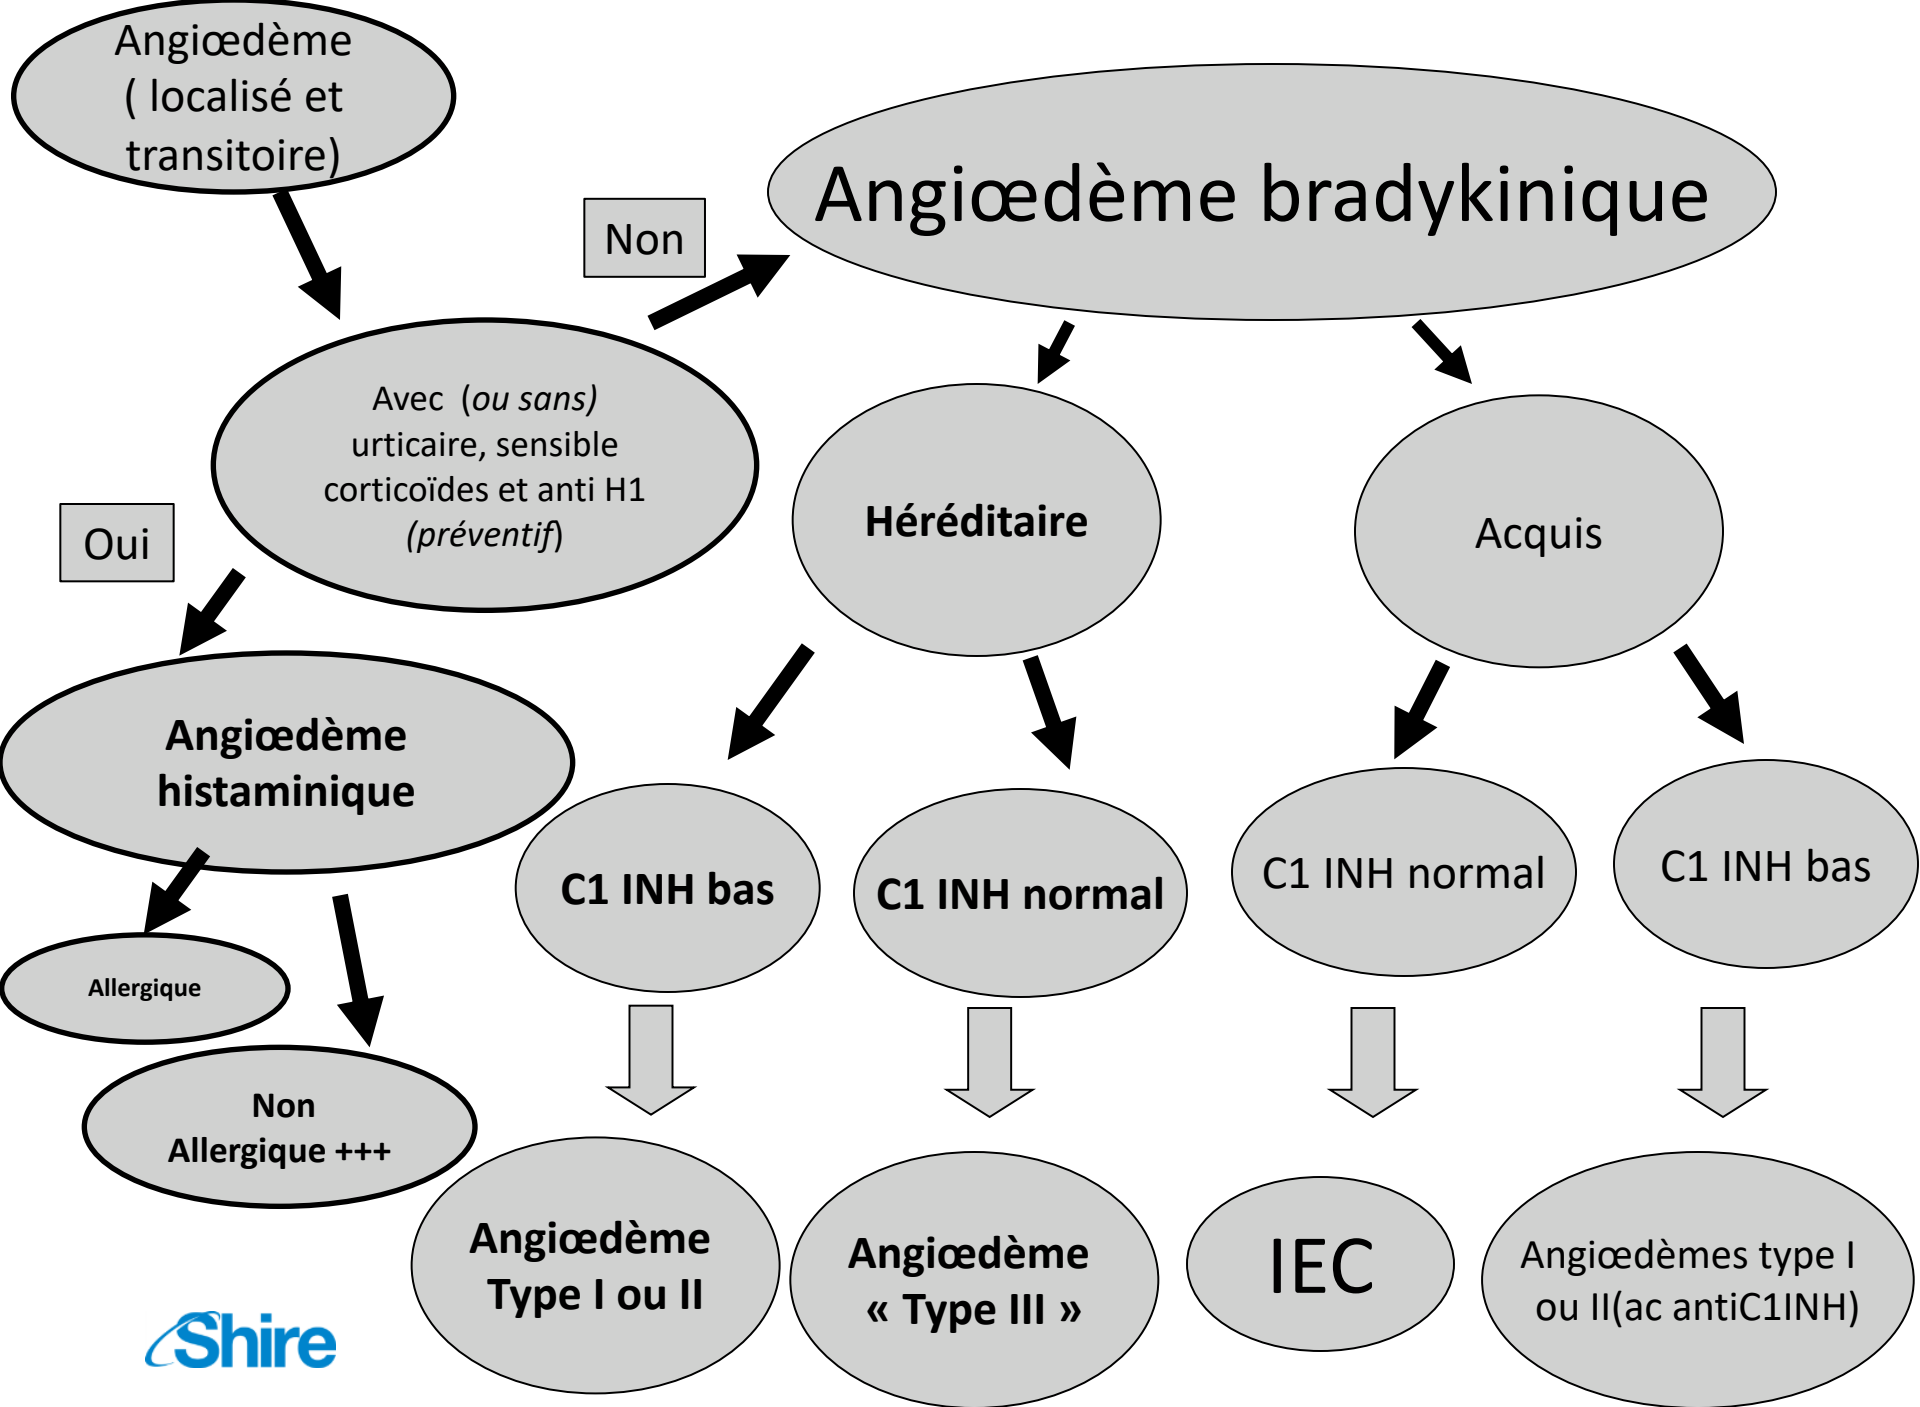 Angiœdème
( localisé et
transitoire)
Non
Angiœdème bradykinique
Avec  (ou sans)
urticaire, sensible
corticoïdes et anti H1
(préventif)
Oui
Héréditaire
Acquis
Angiœdème
histaminique
C1 INH bas
C1 INH normal
C1 INH normal
C1 INH bas
Allergique
Non
Allergique +++
Angiœdème
Type I ou II
Angiœdème
« Type III »
IEC
Angiœdèmes type I
ou II(ac antiC1INH)
Shire